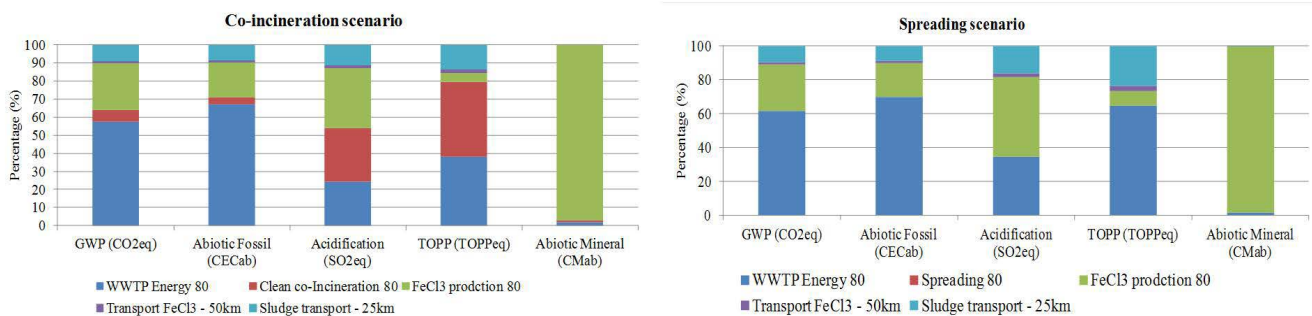 Co-incineration scenario
Percentage (%)
100
90
80
70
60
50
40
30
20
10
0
GWP (CO2eq)
Abiotic Fossil
(CECab)
Acidification
(SO2eq)
TOPP (TOPPeq)
Abiotic Mineral
(CMab)
WWTP Energy 80
Clean co-Incineration 80
FeCl3 prodction 80
Transport FeCl3 - 50km
Sludge transport - 25km
Spreading scenario
Percentage (%)
100
80
60
40
20
0
GWP (CO2eq)
Abiotic Fossil
(CECab)
Acidification
(SO2eq)
TOPP (TOPPeq)
Abiotic Mineral
(CMab)
WWTP Energy 80
Spreading 80
FeCl3 prodction 80
Transport FeCl3 - 50km
Sludge transport - 25km